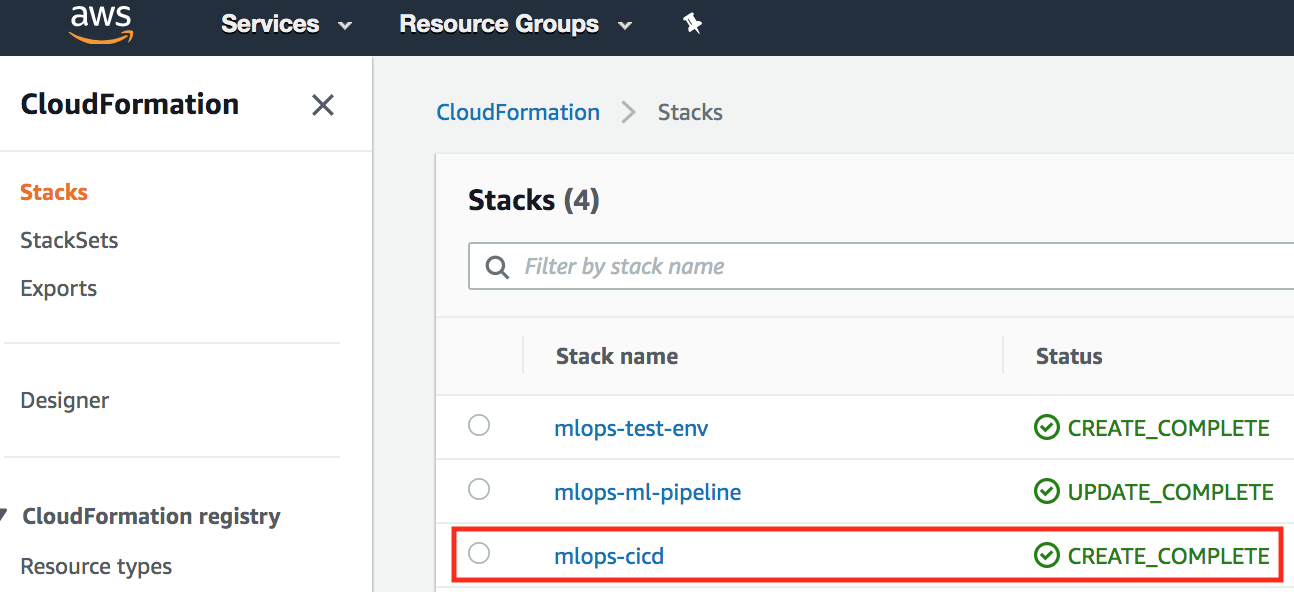 aws Services Resource Groups
CloudFormation
CloudFormation Stacks
Stacks
StackSets
Exports
Designer
CloudFormation registry
Resource types
Stacks (4)
Filter by stack name
Stack name Status
mlops-test-env CREATE_COMPLETE
mlops-ml-pipeline UPDATE_COMPLETE
mlops-cicd CREATE_COMPLETE